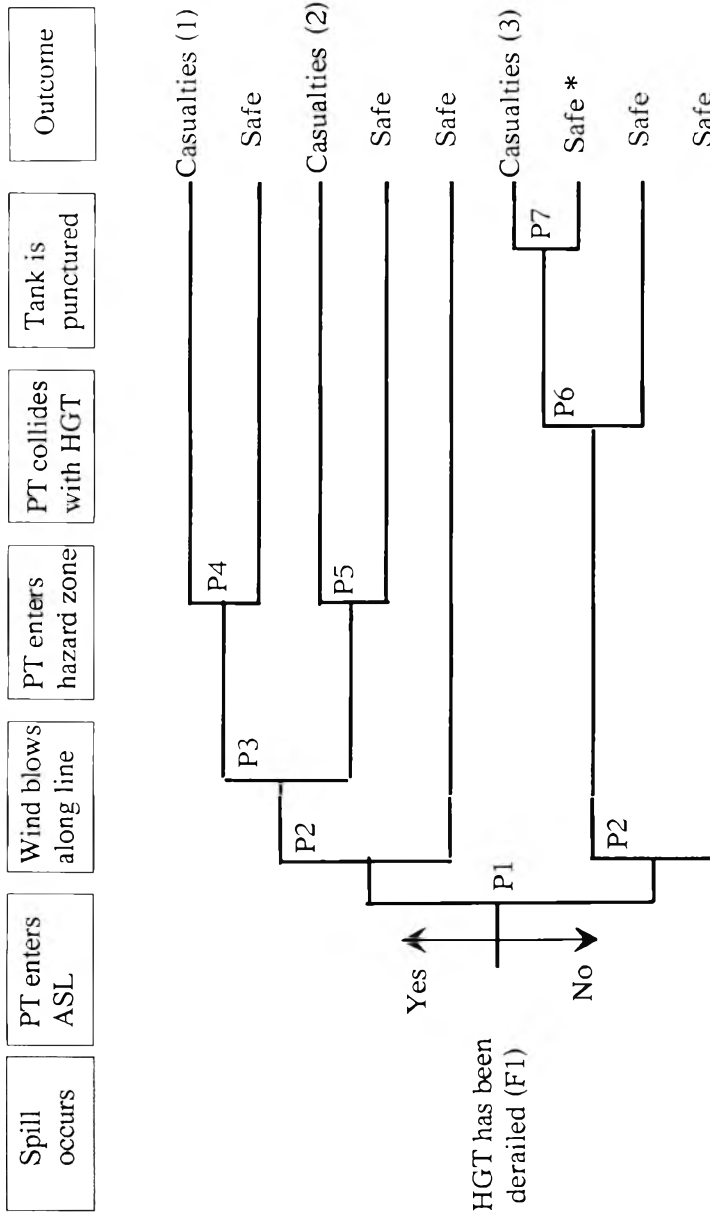 Spill
occurs
PT enters
ASL
Wind blows
along line
PT enters
hazard zone
PT collides
with HGT
Tank is
punctured
Outcome
Casualties (1)
P4
Safe
P3
Casualties (2)
P5
Safe
P2
Safe
Yes
HGT has been
derailed (F1)
P1
No
Casualties (3)
P7
Safe *
P6
Safe
P2
Safe